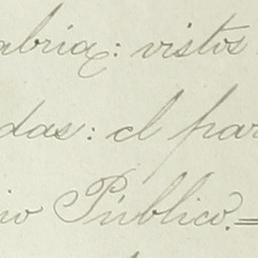 abria: vistos
das: el par
io Público.=